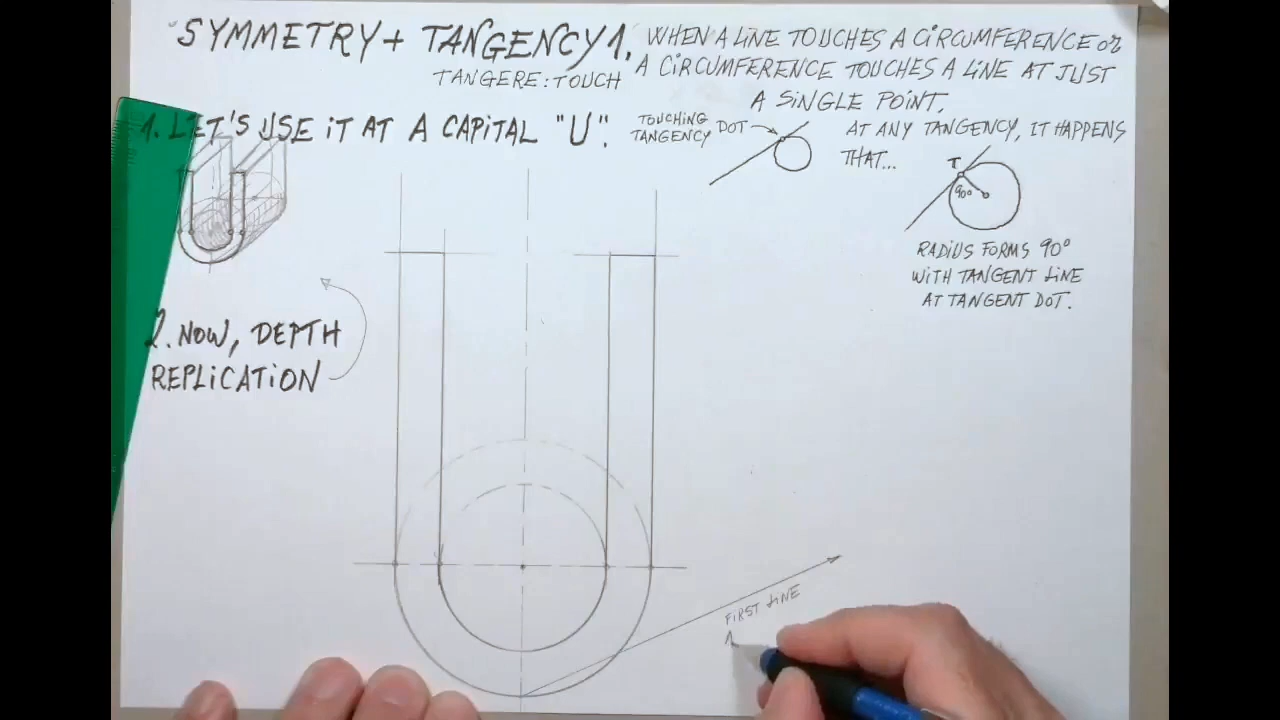 SYMMETRY + TANGENCY 1.
TANGERE: TOUCH
WHEN A LINE TOUCHES A CIRCUMFERENCE OR
A CIRCUMFERENCE TOUCHES A LINE AT JUST
A SINGLE POINT.
1. LET'S USE IT AT A CAPITAL "U".
TOUCHING
TANGENCY DOT
AT ANY TANGENCY, IT HAPPENS
THAT...
T
90°
RADIUS FORMS 90°
WITH TANGENT LINE
AT TANGENT DOT.
2. NOW, DEPTH
REPLICATION
FIRST LINE